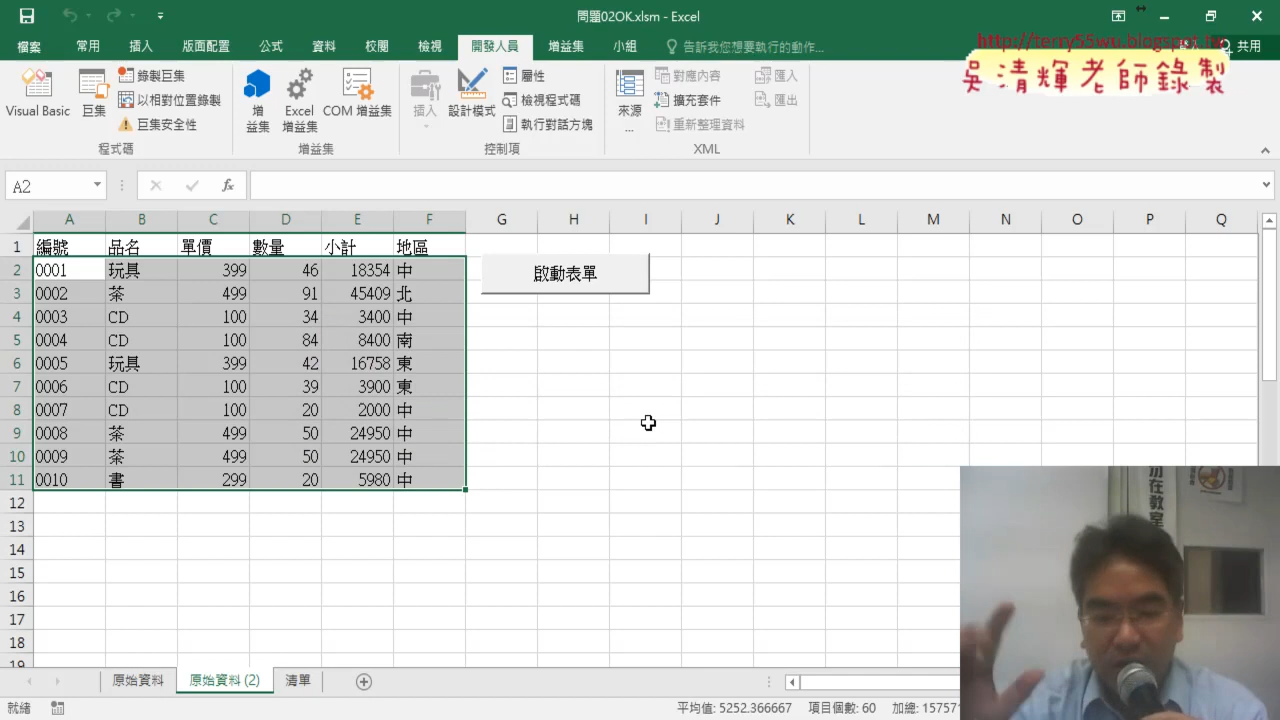 問題02OK.xlsm - Excel
檔案 常用 插入 版面配置 公式 資料 校閱 檢視 開發人員 增益集 小組 告訴我您想要執行的動作... 共用
http://terry55wu.blogspot.tw
吳清輝老師錄製
Visual Basic 巨集 錄製巨集 以相對位置錄製 巨集安全性
增益集 Excel 增益集 COM 增益集
插入 設計模式 屬性 檢視程式碼 執行對話方塊
來源... 對應內容 擴充套件 重新整理資料 匯入 匯出
程式碼 增益集 控制項 XML
A2 fx
A B C D E F G H I J K L M N O P Q
1 編號 品名 單價 數量 小計 地區
2 0001 玩具 399 46 18354 中
啟動表單
3 0002 茶 499 91 45409 北
4 0003 CD 100 34 3400 中
5 0004 CD 100 84 8400 南
6 0005 玩具 399 42 16758 東
7 0006 CD 100 39 3900 東
8 0007 CD 100 20 2000 中
9 0008 茶 499 50 24950 中
10 0009 茶 499 50 24950 中
11 0010 書 299 20 5980 中
12
13
14
15
16
17
18
19
原始資料 原始資料 (2) 清單
就緒 平均值: 5252.366667 項目個數: 60 加總: 15757
在教室